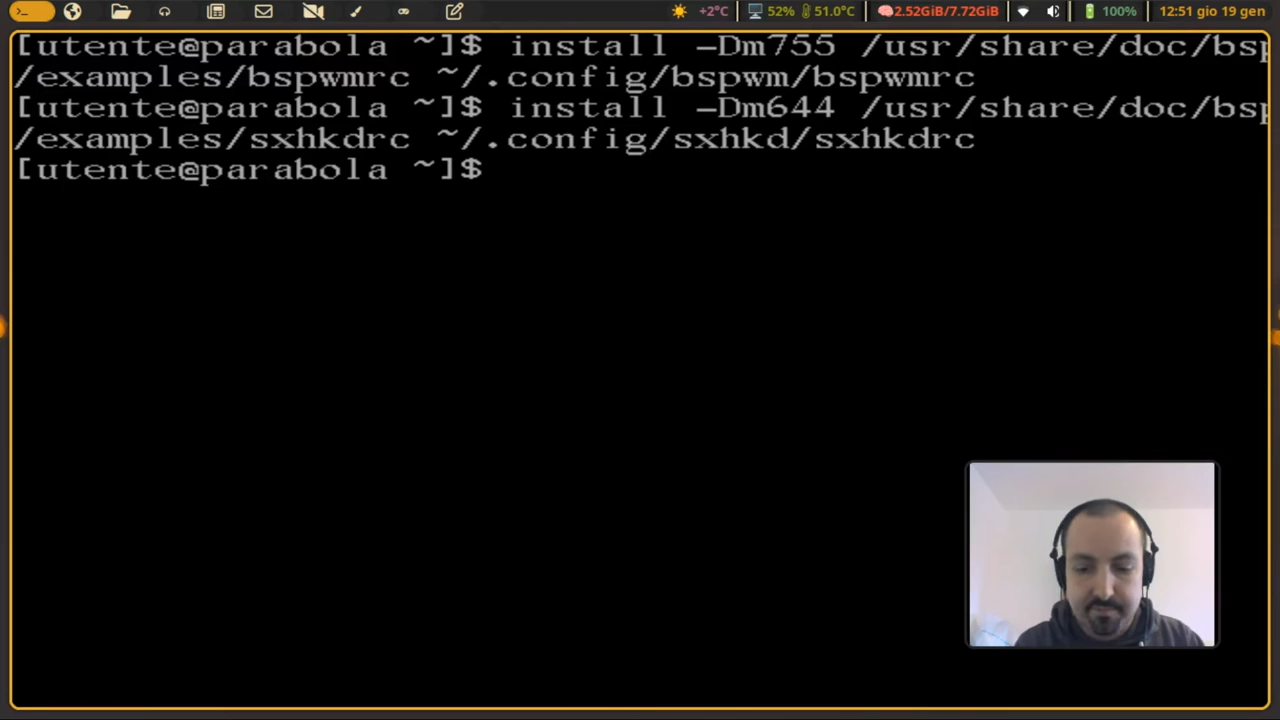 +2°C 52% 51.0°C 2.52GiB/7.72GiB 100% 12:51 gio 19 gen
[utente@parabola ~]$ install -Dm755 /usr/share/doc/bsp
/examples/bspwmrc ~/.config/bspwm/bspwmrc
[utente@parabola ~]$ install -Dm644 /usr/share/doc/bsp
/examples/sxhkdrc ~/.config/sxhkd/sxhkdrc
[utente@parabola ~]$